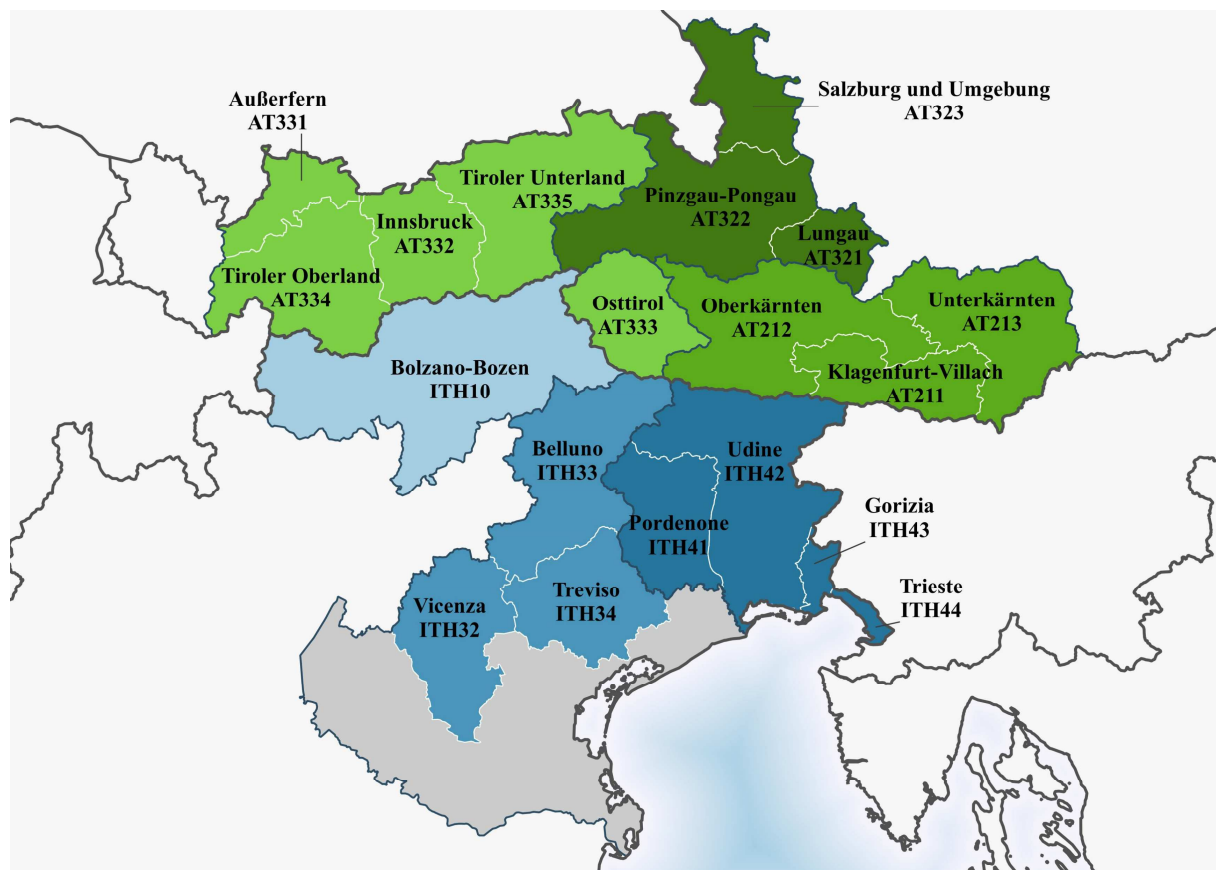 Salzburg und Umgebung
AT323
Außerfern
AT331
Tiroler Unterland
AT335
Pinzgau-Pongau
AT322
Innsbruck
AT332
Lungau
AT321
Tiroler Oberland
AT334
Osttirol
AT333
Oberkärnten
AT212
Unterkärnten
AT213
Bolzano-Bozen
ITH10
Klagenfurt-Villach
AT211
Belluno
ITH33
Udine
ITH42
Pordenone
ITH41
Gorizia
ITH43
Vicenza
ITH32
Treviso
ITH34
Trieste
ITH44